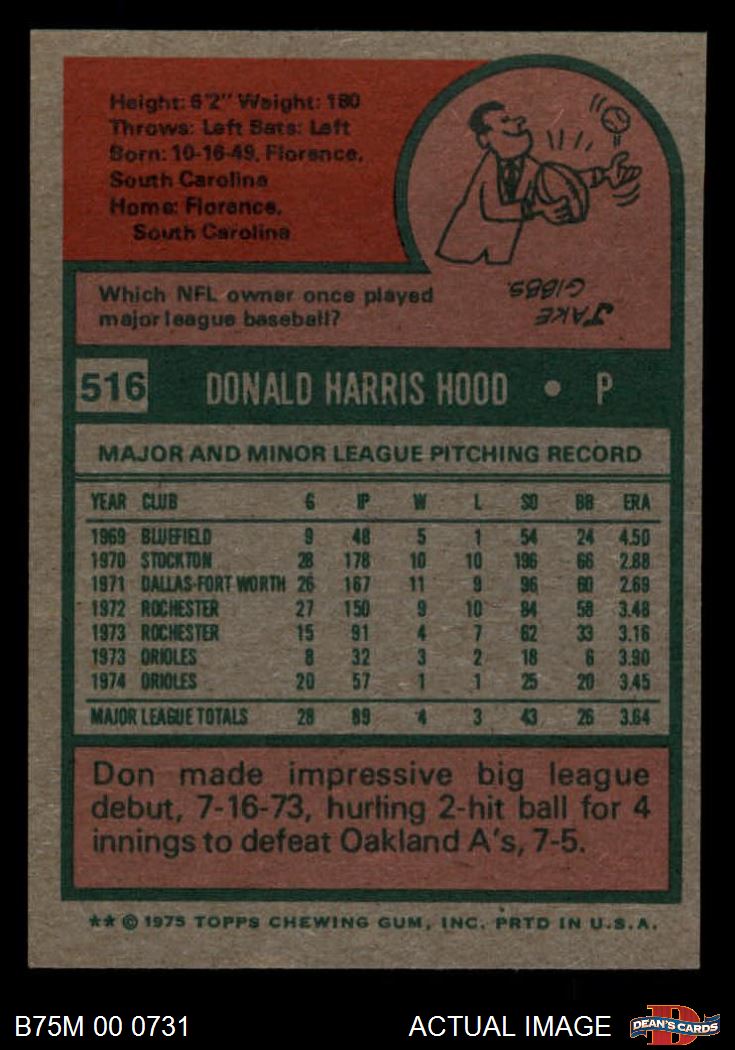 Height: 6'2" Weight: 180
Throws: Left Bats: Left
Born: 10-16-49, Florence,
South Carolina
Home: Florence,
South Carolina
Which NFL owner once played
major league baseball?
JAKE
GIBBS.
516 DONALD HARRIS HOOD • P
MAJOR AND MINOR LEAGUE PITCHING RECORD
YEAR CLUB G IP W L SO BB ERA
1969 BLUEFIELD 9 48 5 1 54 24 4.50
1970 STOCKTON 28 178 10 10 196 66 2.88
1971 DALLAS-FORT WORTH 26 167 11 9 96 60 2.69
1972 ROCHESTER 27 150 9 10 84 58 3.48
1973 ROCHESTER 15 91 4 7 62 33 3.16
1973 ORIOLES 8 32 3 2 18 6 3.90
1974 ORIOLES 20 57 1 1 25 20 3.45
MAJOR LEAGUE TOTALS 28 89 4 3 43 26 3.64
Don made impressive big league
debut, 7-16-73, hurling 2-hit ball for 4
innings to defeat Oakland A's, 7-5.
** © 1975 TOPPS CHEWING GUM, INC. PRTD IN U.S.A.
B75M 00 0731 ACTUAL IMAGE D DEAN'S CARDS